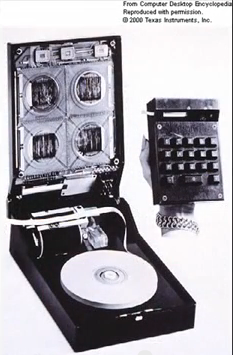 From Computer Desktop Encyclopedia
Reproduced with permission.
© 2000 Texas Instruments, Inc.